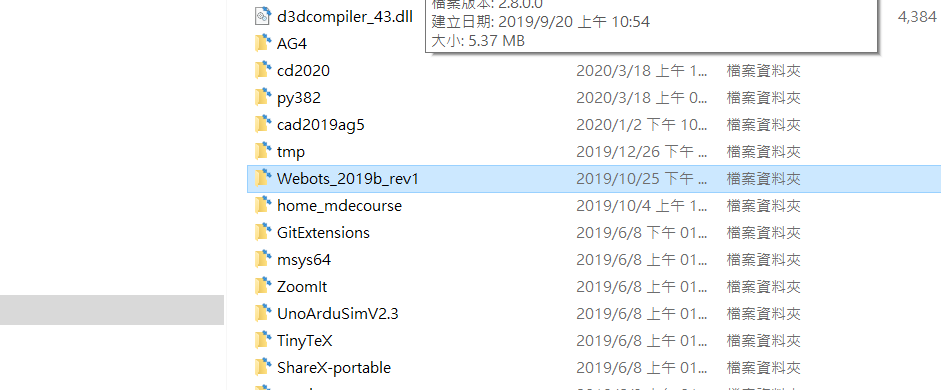 檔案版本: 2.8.0.0
d3dcompiler_43.dll 建立日期: 2019/9/20 上午 10:54 4,384
大小: 5.37 MB
AG4
cd2020 2020/3/18 上午 1... 檔案資料夾
py382 2020/3/18 上午 0... 檔案資料夾
cad2019ag5 2020/1/2 下午 10... 檔案資料夾
tmp 2019/12/26 下午 ... 檔案資料夾
Webots_2019b_rev1 2019/10/25 下午 ... 檔案資料夾
home_mdecourse 2019/10/4 上午 1... 檔案資料夾
GitExtensions 2019/6/8 下午 01... 檔案資料夾
msys64 2019/6/8 上午 01... 檔案資料夾
ZoomIt 2019/6/8 上午 01... 檔案資料夾
UnoArduSimV2.3 2019/6/8 上午 01... 檔案資料夾
TinyTeX 2019/6/8 上午 01... 檔案資料夾
ShareX-portable 2019/6/8 上午 01... 檔案資料夾